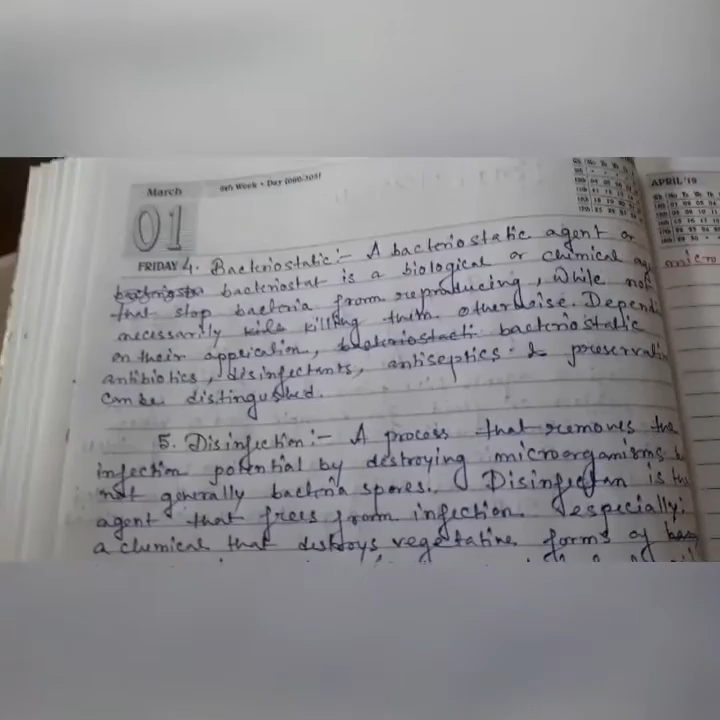 March
9th Week • Day (060-305)
01
FRIDAY
APRIL '19
4. Bacteriostatic :- A bacteriostatic agent or
bacteriostat is a biological or chemical
that stop bacteria from reproducing, while not
necessarily killing them otherwise. Depend
on their application, bacteriostatic
antibiotics, disinfectants, antiseptics &
can be distinguished.
micro
5. Disinfection :- A process that removes the
infection potential by destroying microorganisms
not generally bacteria spores. Disinfectan is the
agent that frees from infection especially
a chemical that destroys vegetative forms of